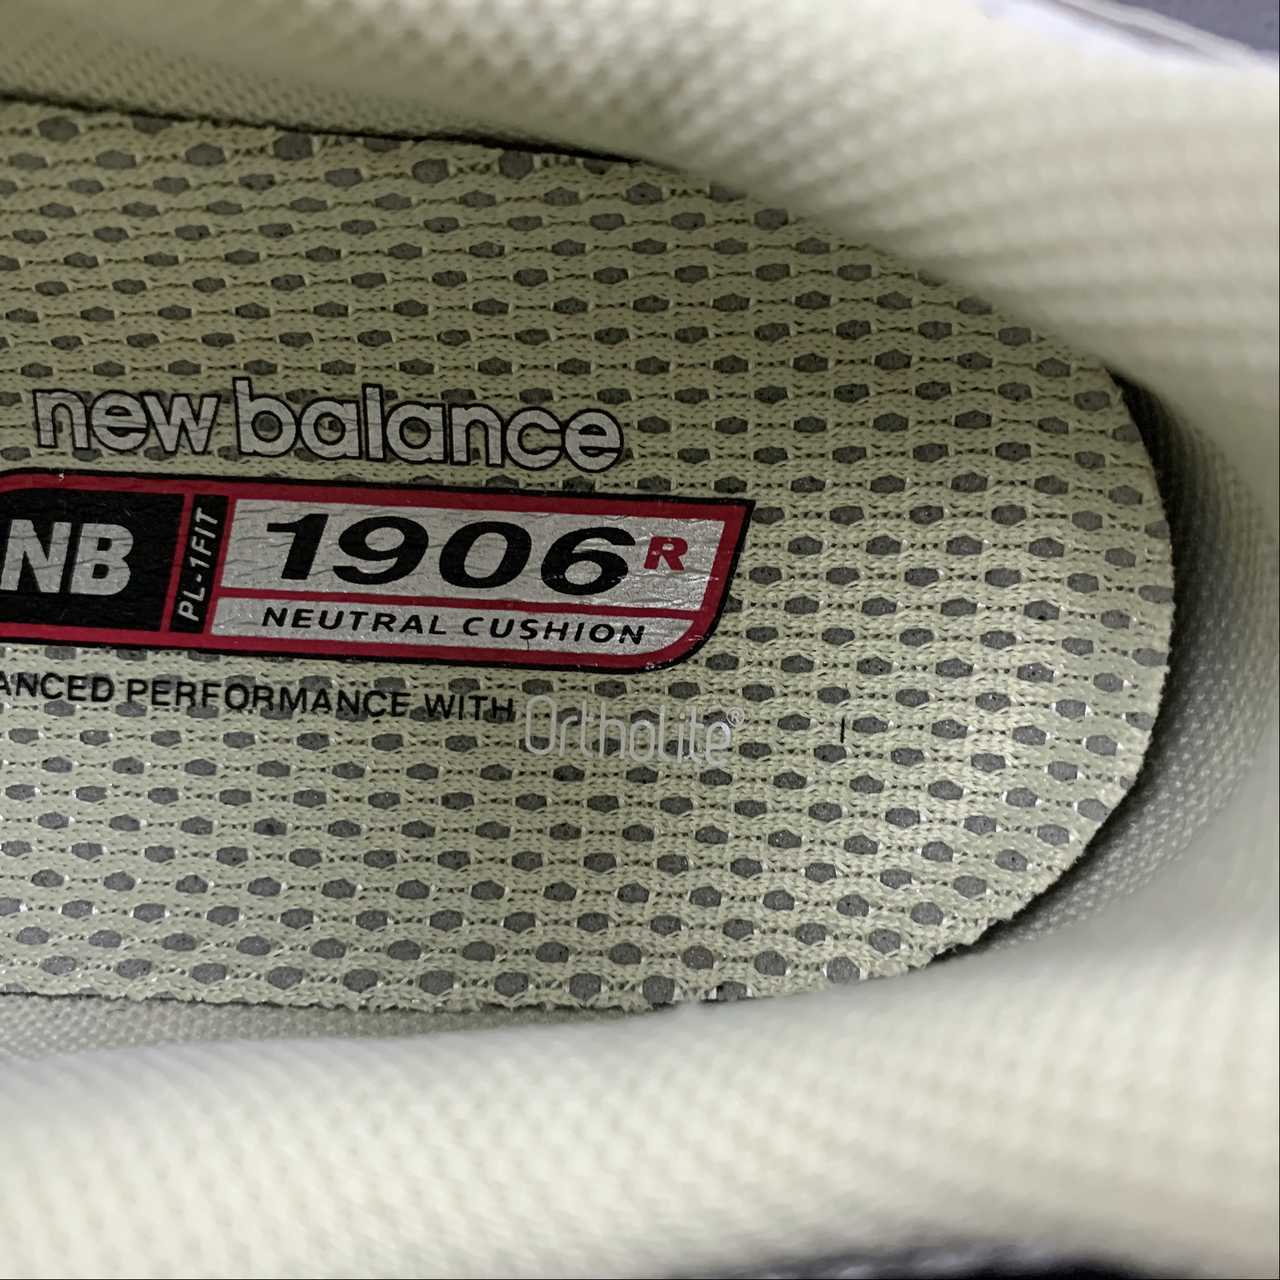 new balance
NB PL-1FIT 1906R
NEUTRAL CUSHION
ANCED PERFORMANCE WITH OrthoLite®